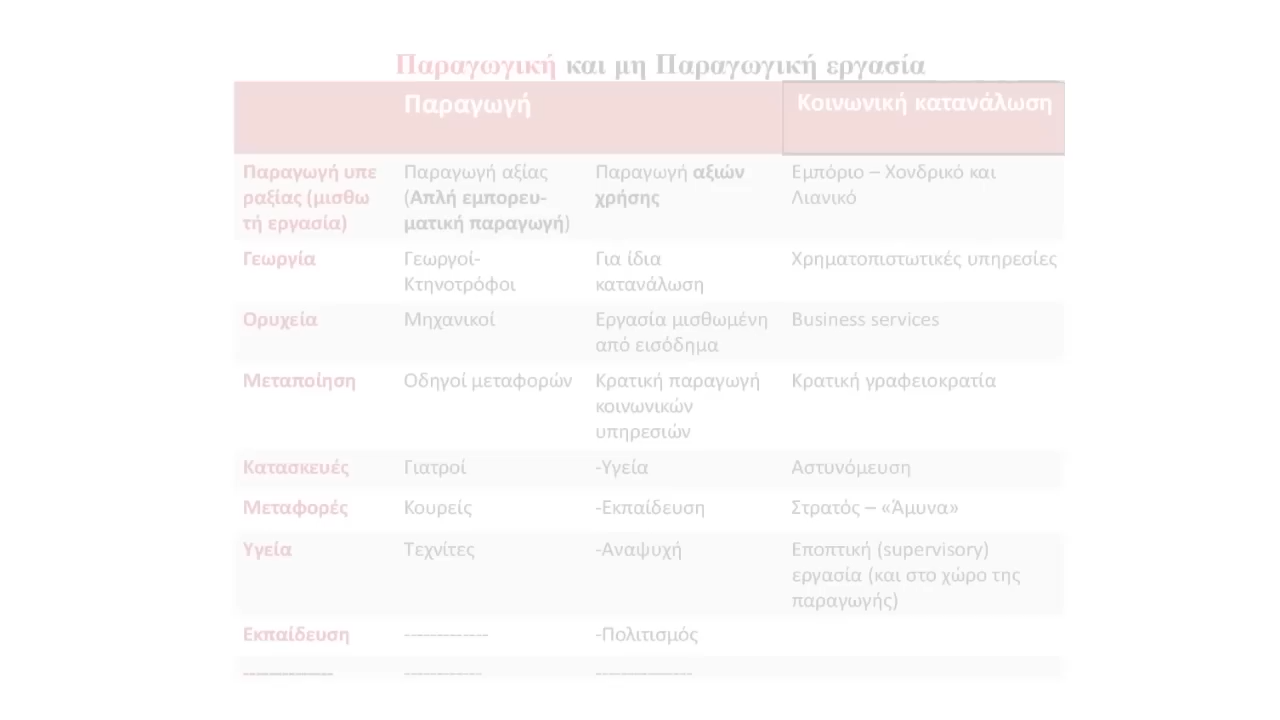 Παραγωγική και μη Παραγωγική εργασία
Παραγωγή
Κοινωνική κατανάλωση
Παραγωγή υπε
ραξίας (μισθω
τή εργασία)
Παραγωγή αξίας
(Απλή εμπορευ-
ματική παραγωγή)
Παραγωγή αξιών
χρήσης
Εμπόριο – Χονδρικό και
Λιανικό
Γεωργία
Γεωργοί-
Κτηνοτρόφοι
Για ίδια
κατανάλωση
Χρηματοπιστωτικές υπηρεσίες
Ορυχεία
Μηχανικοί
Εργασία μισθωμένη
από εισόδημα
Business services
Μεταποίηση
Οδηγοί μεταφορών
Κρατική παραγωγή
κοινωνικών
υπηρεσιών
Κρατική γραφειοκρατία
Κατασκευές
Γιατροί
-Υγεία
Αστυνόμευση
Μεταφορές
Κουρείς
-Εκπαίδευση
Στρατός – «Άμυνα»
Υγεία
Τεχνίτες
-Αναψυχή
Εποπτική (supervisory)
εργασία (και στο χώρο της
παραγωγής)
Εκπαίδευση
-------------
-Πολιτισμός
--------------
------------
---------------